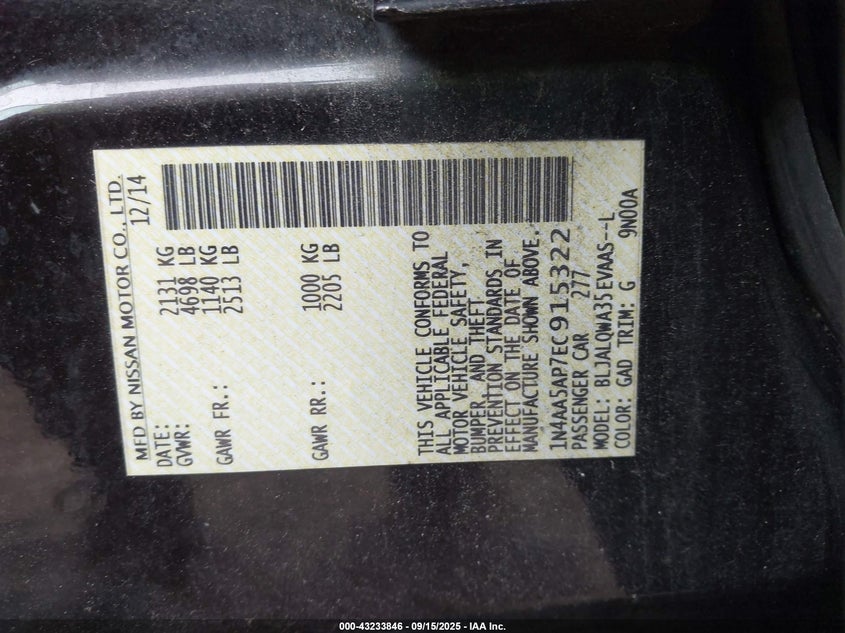 MFD BY NISSAN MOTOR CO., LTD.
DATE: 12/14
GVWR: 2131 KG
4698 LB
GAWR FR.: 1140 KG
2513 LB
GAWR RR.: 1000 KG
2205 LB
THIS VEHICLE CONFORMS TO
ALL APPLICABLE FEDERAL
MOTOR VEHICLE SAFETY,
BUMPER, AND THEFT
PREVENTION STANDARDS IN
EFFECT ON THE DATE OF
MANUFACTURE SHOWN ABOVE.
1N4AA5AP7EC915322
PASSENGER CAR 277
MODEL: BLJALQWA35EVAAS--L
COLOR: GAD TRIM: G 9N00A
000-43233846 - 09/15/2025 - IAA Inc.